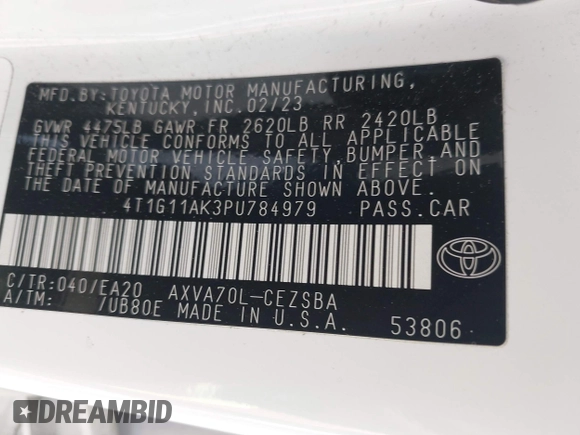 MFD.BY:TOYOTA MOTOR MANUFACTURING,
KENTUCKY,INC.02/23
GVWR 4475LB GAWR FR 2620LB RR 2420LB
THIS VEHICLE CONFORMS TO ALL APPLICABLE
FEDERAL MOTOR VEHICLE SAFETY,BUMPER,AND
THEFT PREVENTION STANDARDS IN EFFECT ON
THE DATE OF MANUFACTURE SHOWN ABOVE.
4T1G11AK3PU784979 PASS.CAR
C/TR:040/EA20 AXVA70L-CEZSBA
A/TM: /UB80E MADE IN U.S.A.
53806
DREAMBID